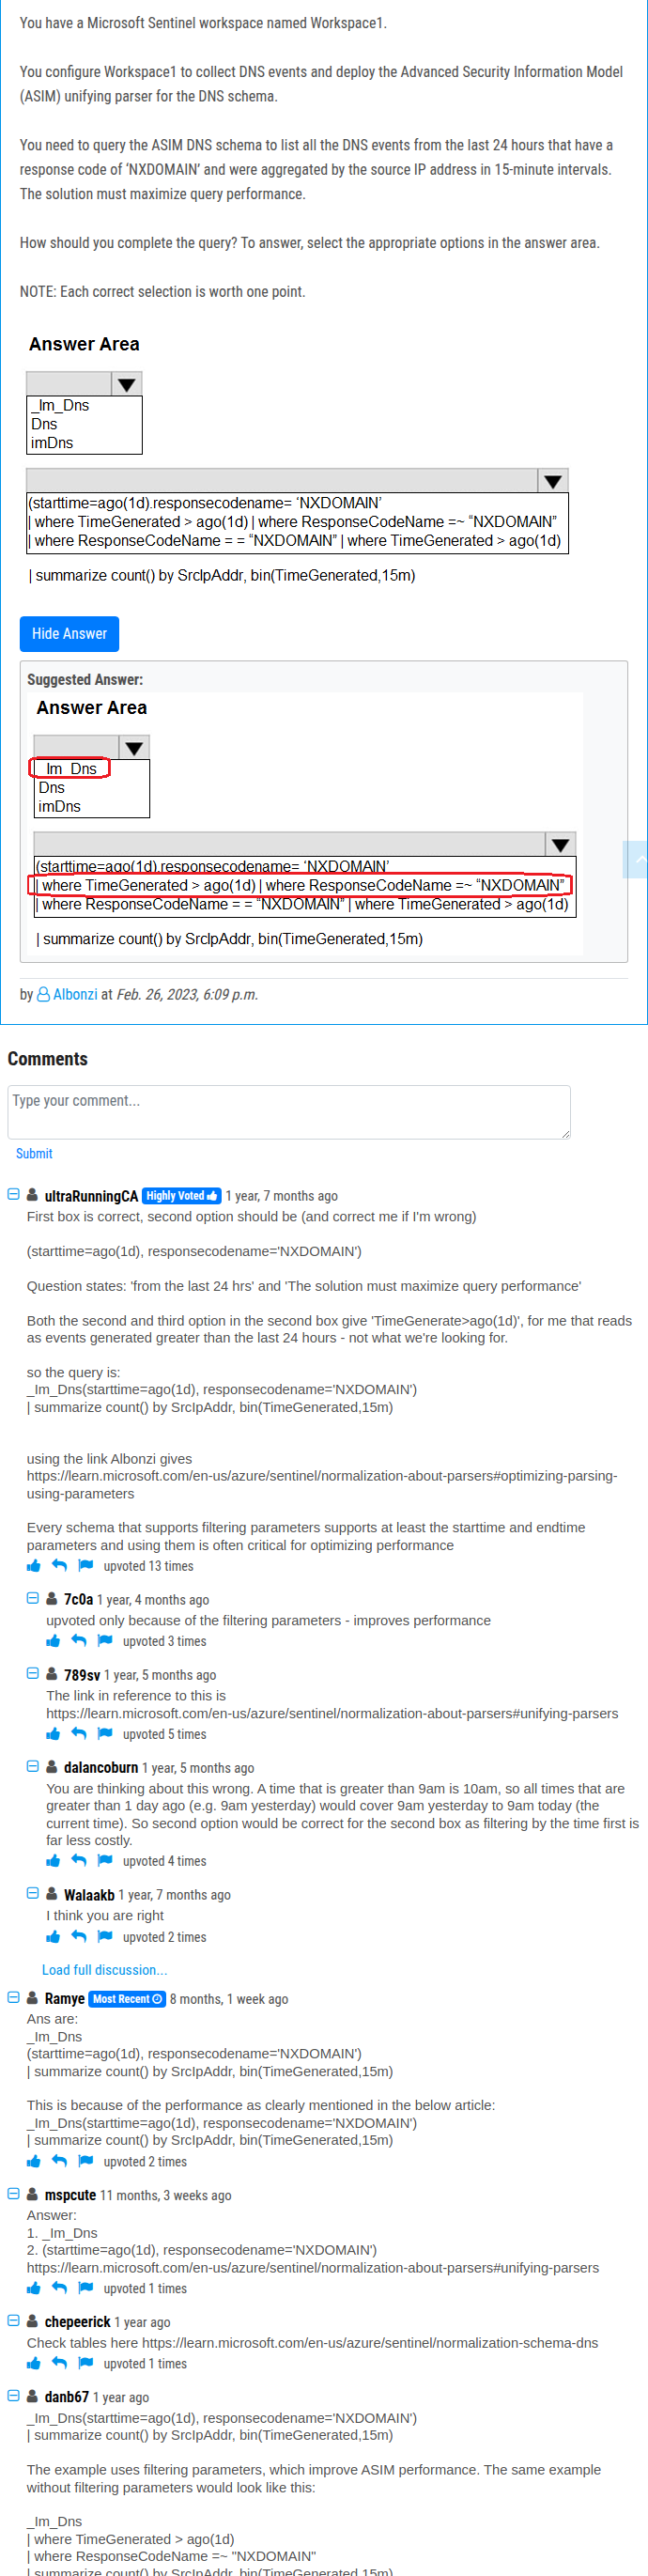 You have a Microsoft Sentinel workspace named Workspace1.
You configure Workspace1 to collect DNS events and deploy the Advanced Security Information Model
(ASIM) unifying parser for the DNS schema.
You need to query the ASIM DNS schema to list all the DNS events from the last 24 hours that have a
response code of ‘NXDOMAIN’ and were aggregated by the source IP address in 15-minute intervals.
The solution must maximize query performance.
How should you complete the query? To answer, select the appropriate options in the answer area.
NOTE: Each correct selection is worth one point.
Answer Area
_Im_Dns
Dns
imDns
(starttime=ago(1d).responsecodename= ‘NXDOMAIN’
| where TimeGenerated > ago(1d) | where ResponseCodeName =~ “NXDOMAIN”
| where ResponseCodeName = = “NXDOMAIN” | where TimeGenerated > ago(1d)
| summarize count() by SrcIpAddr, bin(TimeGenerated,15m)
Hide Answer
Suggested Answer:
Answer Area
_Im_Dns
Dns
imDns
(starttime=ago(1d).responsecodename= ‘NXDOMAIN’
| where TimeGenerated > ago(1d) | where ResponseCodeName =~ “NXDOMAIN”
| where ResponseCodeName = = “NXDOMAIN” | where TimeGenerated > ago(1d)
| summarize count() by SrcIpAddr, bin(TimeGenerated,15m)
by Albonzi at Feb. 26, 2023, 6:09 p.m.
Comments
Type your comment...
Submit
ultraRunningCA Highly Voted 1 year, 7 months ago
First box is correct, second option should be (and correct me if I'm wrong)
(starttime=ago(1d), responsecodename='NXDOMAIN')
Question states: 'from the last 24 hrs' and 'The solution must maximize query performance'
Both the second and third option in the second box give 'TimeGenerate>ago(1d)', for me that reads
as events generated greater than the last 24 hours - not what we're looking for.
so the query is:
_Im_Dns(starttime=ago(1d), responsecodename='NXDOMAIN')
| summarize count() by SrcIpAddr, bin(TimeGenerated,15m)
using the link Albonzi gives
https://learn.microsoft.com/en-us/azure/sentinel/normalization-about-parsers#optimizing-parsing-
using-parameters
Every schema that supports filtering parameters supports at least the starttime and endtime
parameters and using them is often critical for optimizing performance
upvoted 13 times
7c0a 1 year, 4 months ago
upvoted only because of the filtering parameters - improves performance
upvoted 3 times
789sv 1 year, 5 months ago
The link in reference to this is
https://learn.microsoft.com/en-us/azure/sentinel/normalization-about-parsers#unifying-parsers
upvoted 5 times
dalancoburn 1 year, 5 months ago
You are thinking about this wrong. A time that is greater than 9am is 10am, so all times that are
greater than 1 day ago (e.g. 9am yesterday) would cover 9am yesterday to 9am today (the
current time). So second option would be correct for the second box as filtering by the time first is
far less costly.
upvoted 4 times
Walaakb 1 year, 7 months ago
I think you are right
upvoted 2 times
Load full discussion...
Ramye Most Recent 8 months, 1 week ago
Ans are:
_Im_Dns
(starttime=ago(1d), responsecodename='NXDOMAIN')
| summarize count() by SrcIpAddr, bin(TimeGenerated,15m)
This is because of the performance as clearly mentioned in the below article:
_Im_Dns(starttime=ago(1d), responsecodename='NXDOMAIN')
| summarize count() by SrcIpAddr, bin(TimeGenerated,15m)
upvoted 2 times
mspcute 11 months, 3 weeks ago
Answer:
1. _Im_Dns
2. (starttime=ago(1d), responsecodename='NXDOMAIN')
https://learn.microsoft.com/en-us/azure/sentinel/normalization-about-parsers#unifying-parsers
upvoted 1 times
chepeerick 1 year ago
Check tables here https://learn.microsoft.com/en-us/azure/sentinel/normalization-schema-dns
upvoted 1 times
danb67 1 year ago
_Im_Dns(starttime=ago(1d), responsecodename='NXDOMAIN')
| summarize count() by SrcIpAddr, bin(TimeGenerated,15m)
The example uses filtering parameters, which improve ASIM performance. The same example
without filtering parameters would look like this:
_Im_Dns
| where TimeGenerated > ago(1d)
| where ResponseCodeName =~ "NXDOMAIN"
| summarize count() by SrcIpAddr, bin(TimeGenerated,15m)